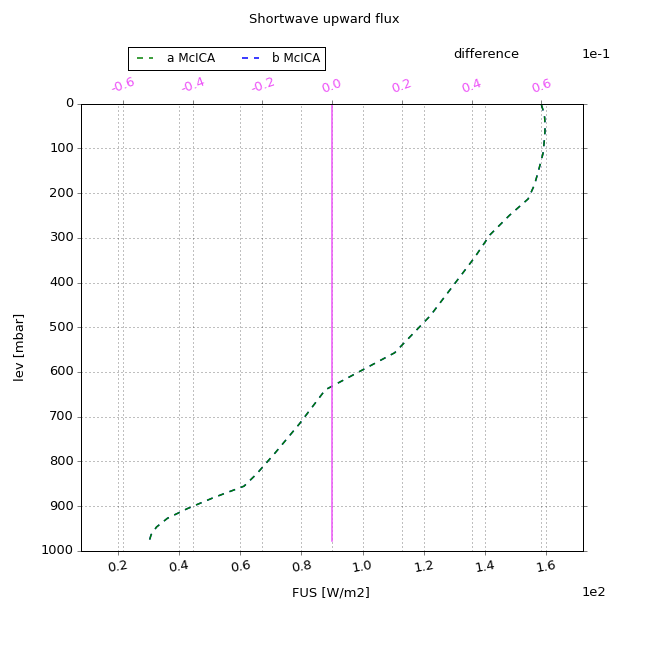 Shortwave upward flux
a McICA b McICA
difference 1e-1
-0.6 -0.4 -0.2 0.0 0.2 0.4 0.6
0
100
200
300
400
500
600
700
800
900
1000
lev [mbar]
0.2 0.4 0.6 0.8 1.0 1.2 1.4 1.6
FUS [W/m2] 1e2